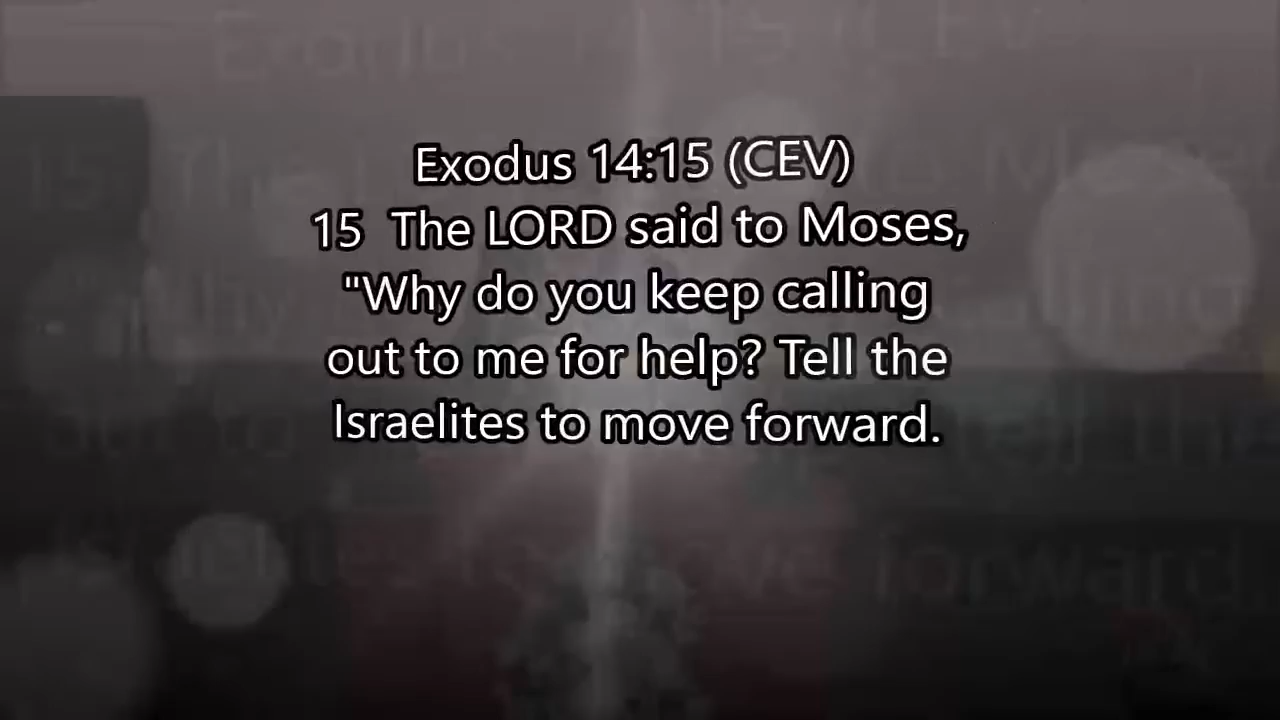 Exodus 14:15 (CEV)
15  The LORD said to Moses,
"Why do you keep calling
out to me for help? Tell the
Israelites to move forward.